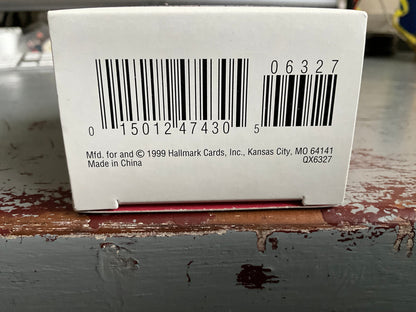 06327
0 15012 47430 5
Mfd. for and © 1999 Hallmark Cards, Inc., Kansas City, MO 64141
Made in China QX6327